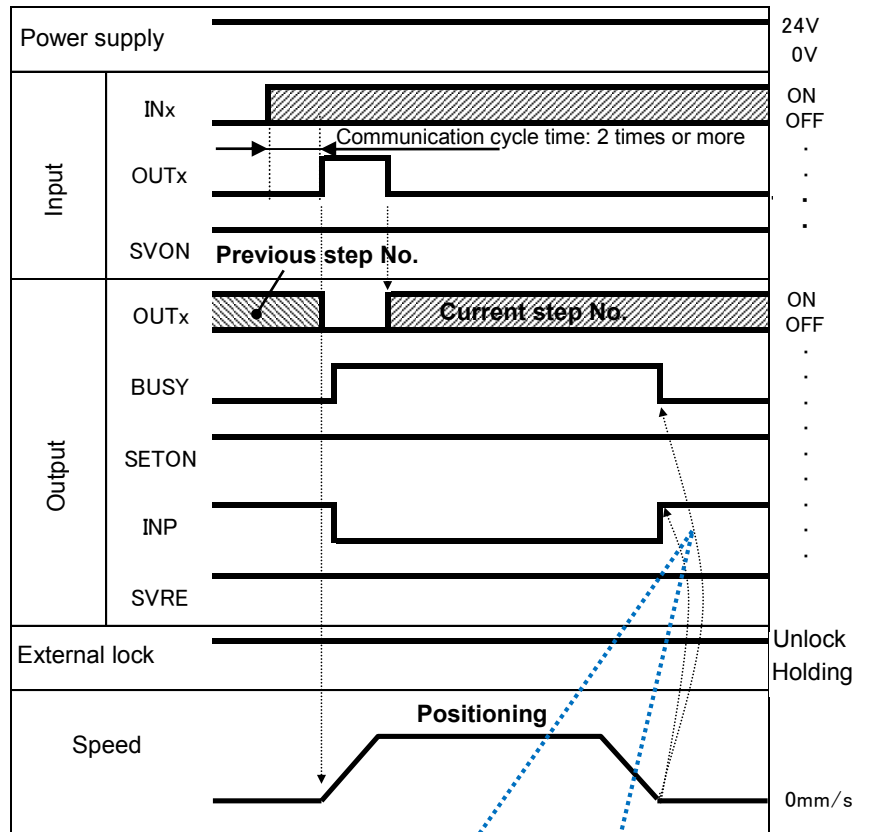 Power supply
24V
0V
Input
INx
ON
OFF
Communication cycle time: 2 times or more
OUTx
SVON
Previous step No.
Output
OUTx
Current step No.
ON
OFF
BUSY
SETON
INP
SVRE
External lock
Unlock
Holding
Speed
Positioning
0mm/s